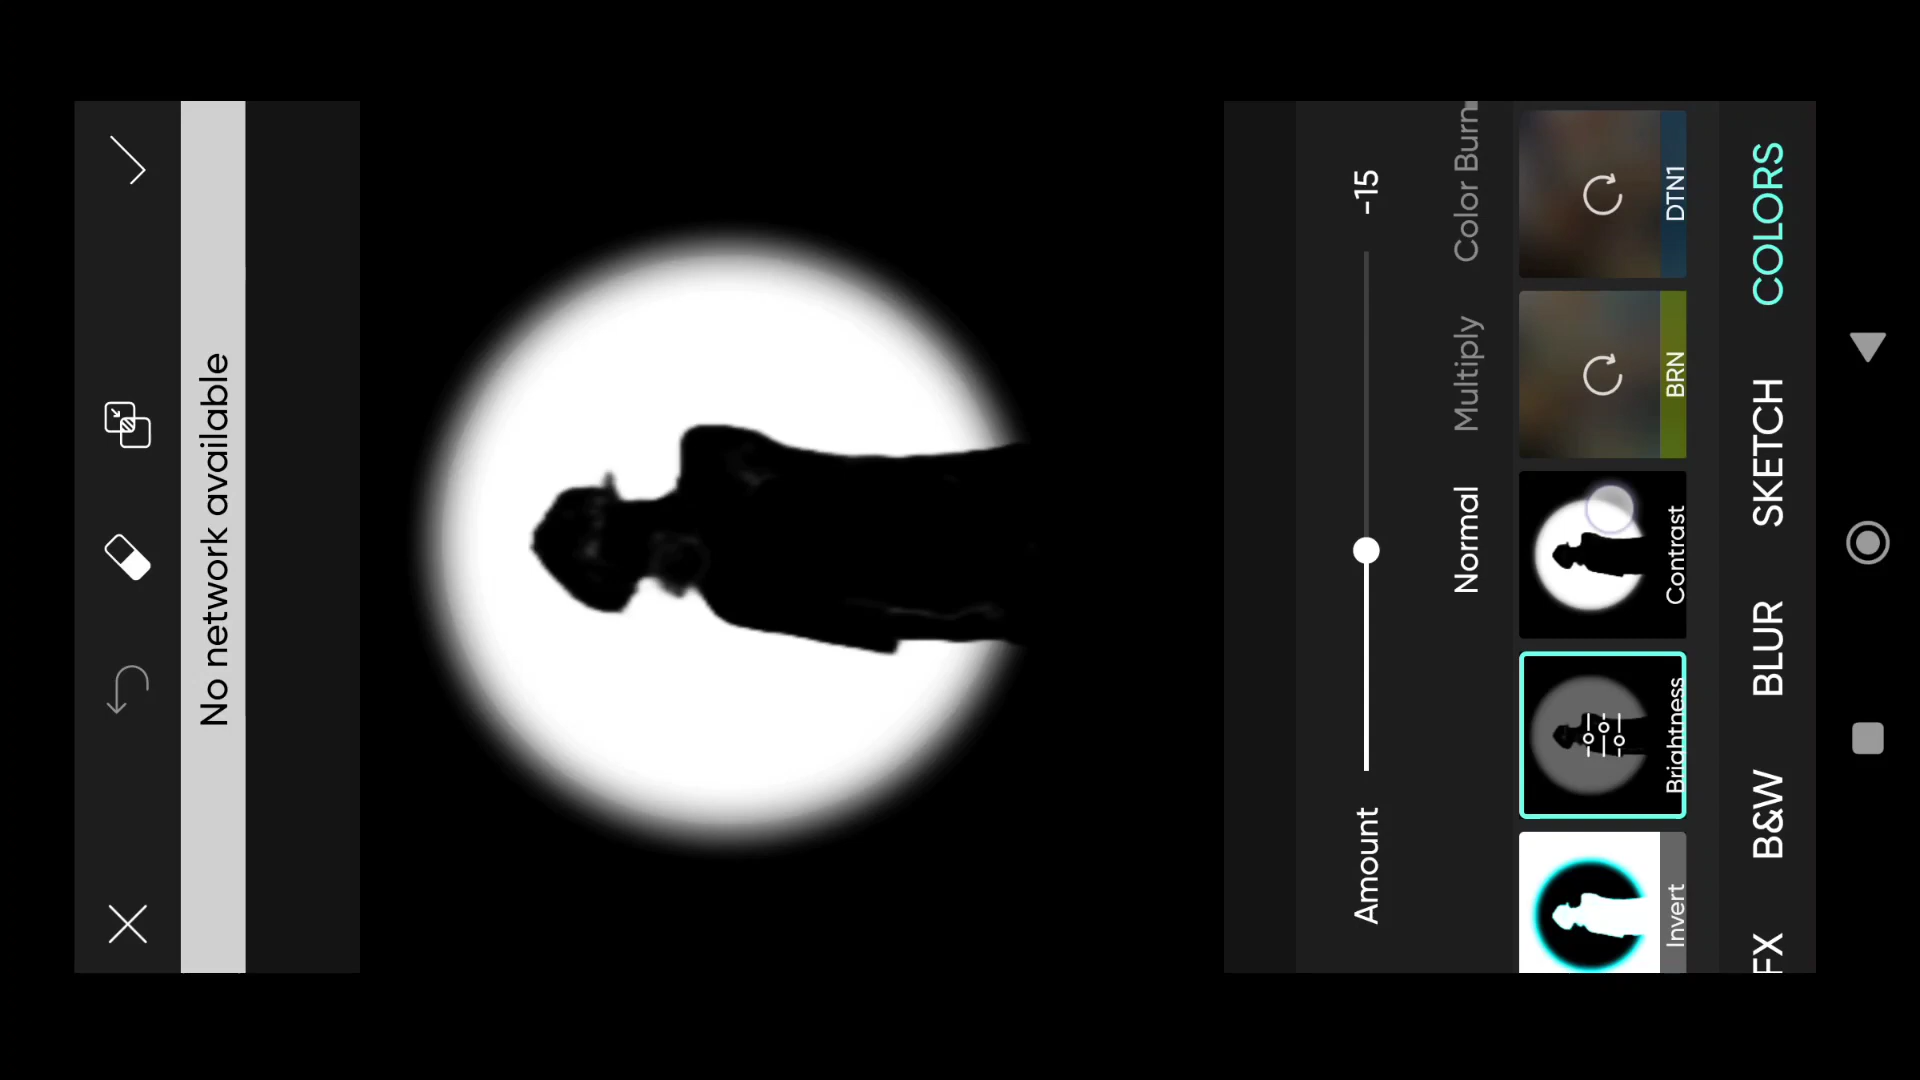 No network available
Amount -15
Normal Multiply Color Burn
Invert Brightness Contrast BRN DTN1
FX B&W BLUR SKETCH COLORS